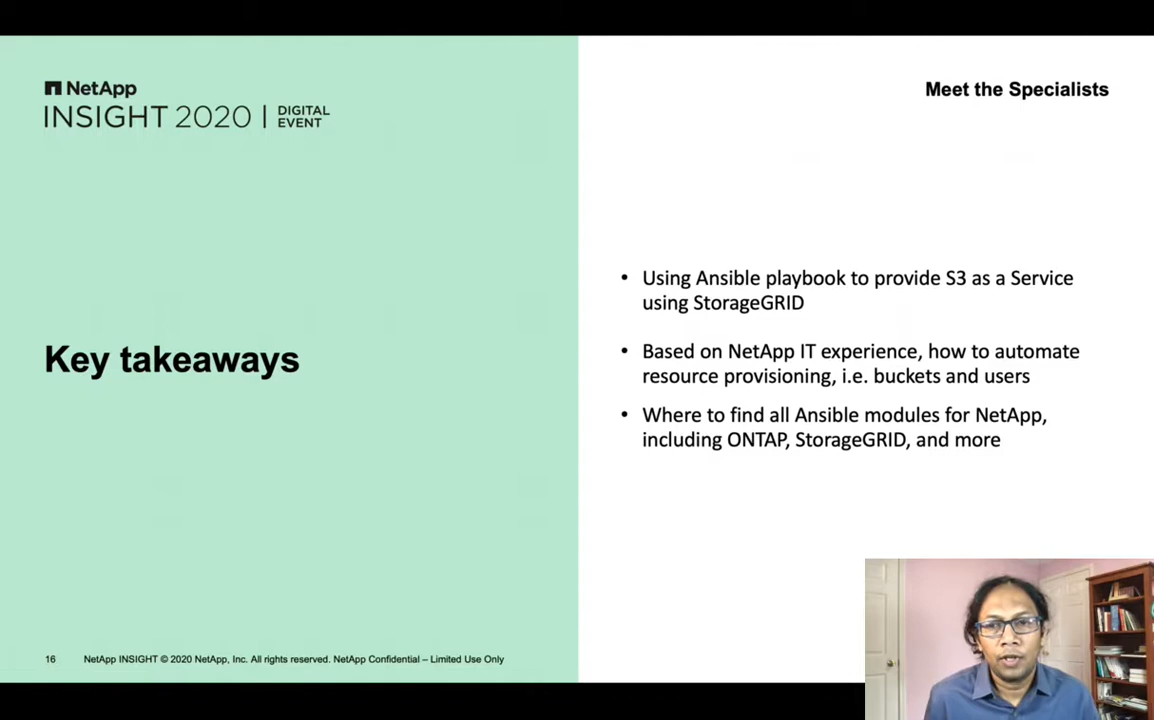 NetApp
INSIGHT 2020 | DIGITAL
EVENT
Meet the Specialists
Key takeaways
• Using Ansible playbook to provide S3 as a Service
using StorageGRID
• Based on NetApp IT experience, how to automate
resource provisioning, i.e. buckets and users
• Where to find all Ansible modules for NetApp,
including ONTAP, StorageGRID, and more
16 NetApp INSIGHT © 2020 NetApp, Inc. All rights reserved. NetApp Confidential – Limited Use Only